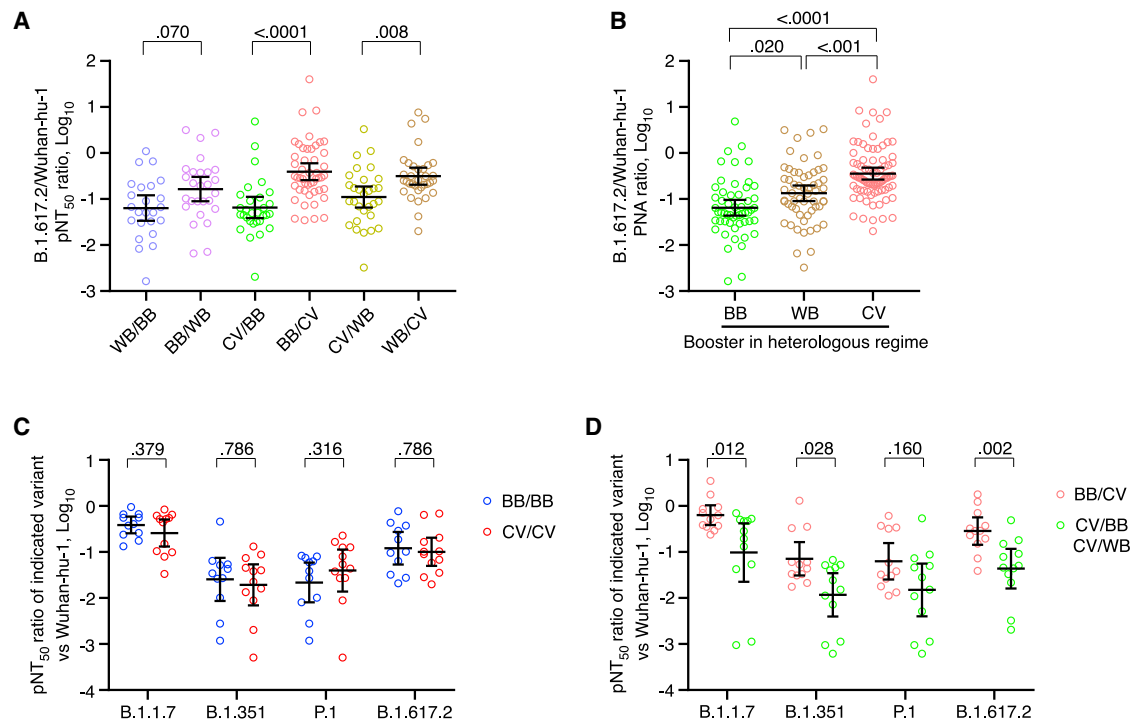 A
.070
<.0001
.008
B.1.617.2/Wuhan-hu-1
pNT50 ratio, Log10
2
1
-0
-1
-2
-3
WB/BB
BB/WB
CV/BB
BB/CV
CV/WB
WB/CV
B
<.0001
.020
<.001
B.1.617.2/Wuhan-hu-1
PNA ratio, Log10
2
1
-0
-1
-2
-3
BB
WB
CV
Booster in heterologous regime
C
.379
.786
.316
.786
pNT50 ratio of indicated variant
vs Wuhan-hu-1, Log10
1
-0
-1
-2
-3
-4
B.1.1.7
B.1.351
P.1
B.1.617.2
BB/BB
CV/CV
D
.012
.028
.160
.002
pNT50 ratio of indicated variant
vs Wuhan-hu-1, Log10
1
-0
-1
-2
-3
-4
B.1.1.7
B.1.351
P.1
B.1.617.2
BB/CV
CV/BB
CV/WB